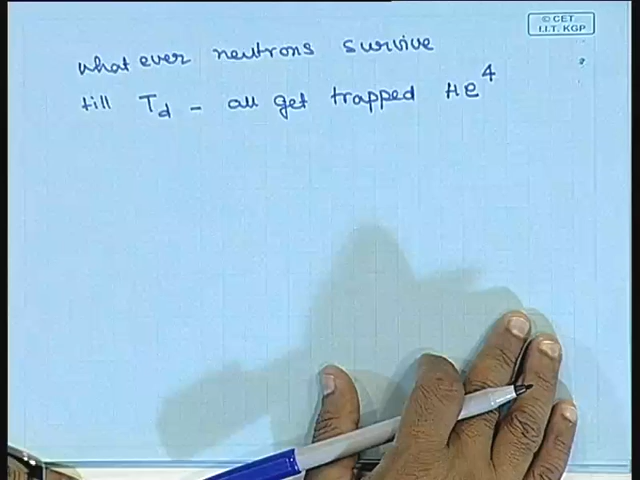 © CET
I.I.T. KGP
what ever neutrons survive
till Td - all get trapped He4